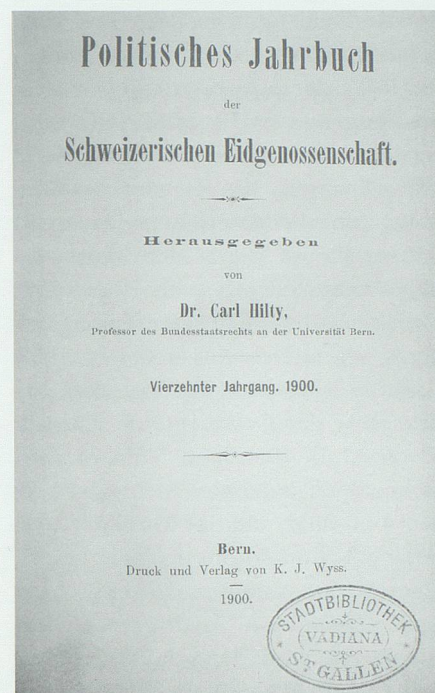 Politisches Jahrbuch
der
Schweizerischen Eidgenossenschaft.
Herausgegeben
von
Dr. Carl Hilty,
Professor des Bundesstaatsrechts an der Universität Bern.
Vierzehnter Jahrgang. 1900.
Bern.
Druck und Verlag von K. J. Wyss.
1900.
STADTBIBLIOTHEK
(VADIANA)
ST GALLEN